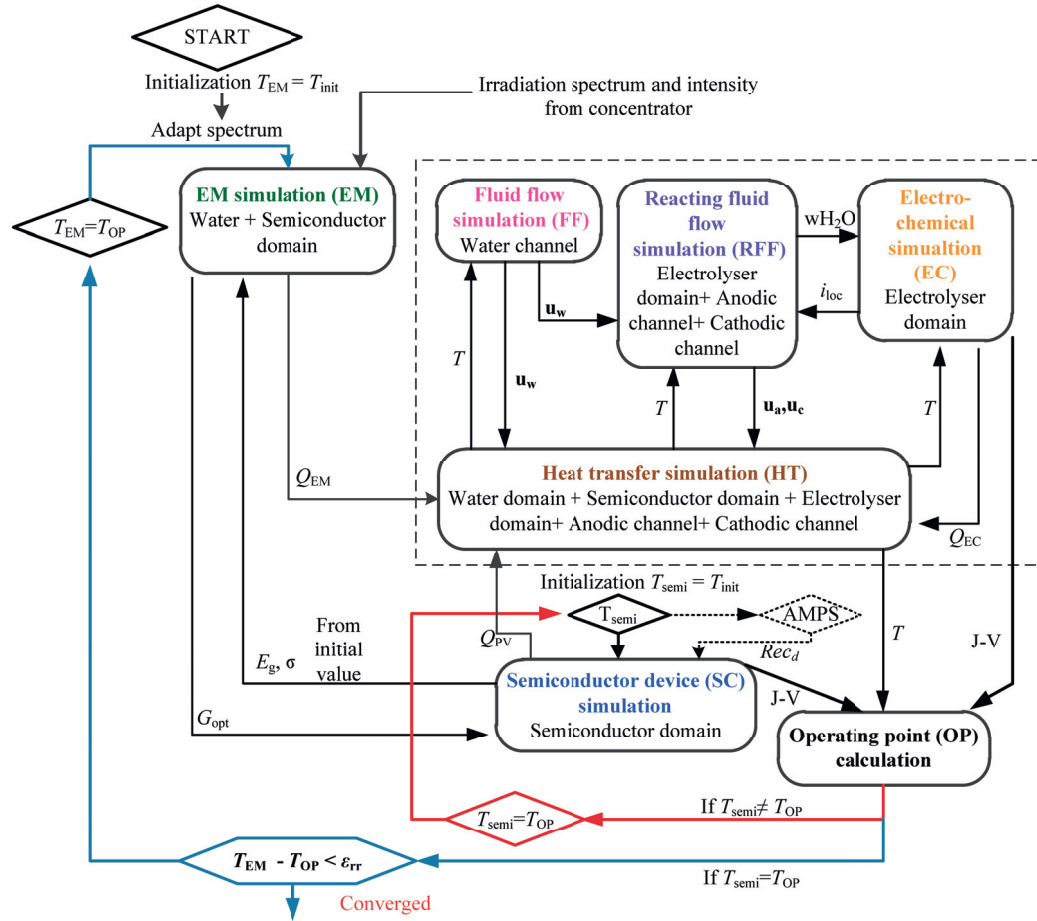 START
Initialization T_EM = T_init
Adapt spectrum
Irradiation spectrum and intensity
from concentrator
T_EM=T_OP
EM simulation (EM)
Water + Semiconductor
domain
Fluid flow
simulation (FF)
Water channel
Reacting fluid
flow
simulation (RFF)
Electrolyser
domain+ Anodic
channel+ Cathodic
channel
wH₂O
i_loc
Electro-
chemical
simualtion
(EC)
Electrolyser
domain
u_w
T
u_w
T
u_a,u_c
T
Q_EM
Heat transfer simulation (HT)
Water domain + Semiconductor domain + Electrolyser
domain+ Anodic channel+ Cathodic channel
Q_EC
Initialization T_semi = T_init
T_semi
AMPS
Q_PV
Rec_d
T
J-V
From
initial
value
E_g, σ
G_opt
Semiconductor device (SC)
simulation
Semiconductor domain
J-V
Operating point (OP)
calculation
T_semi=T_OP
If T_semi≠ T_OP
T_EM - T_OP < ε_rr
If T_semi=T_OP
Converged